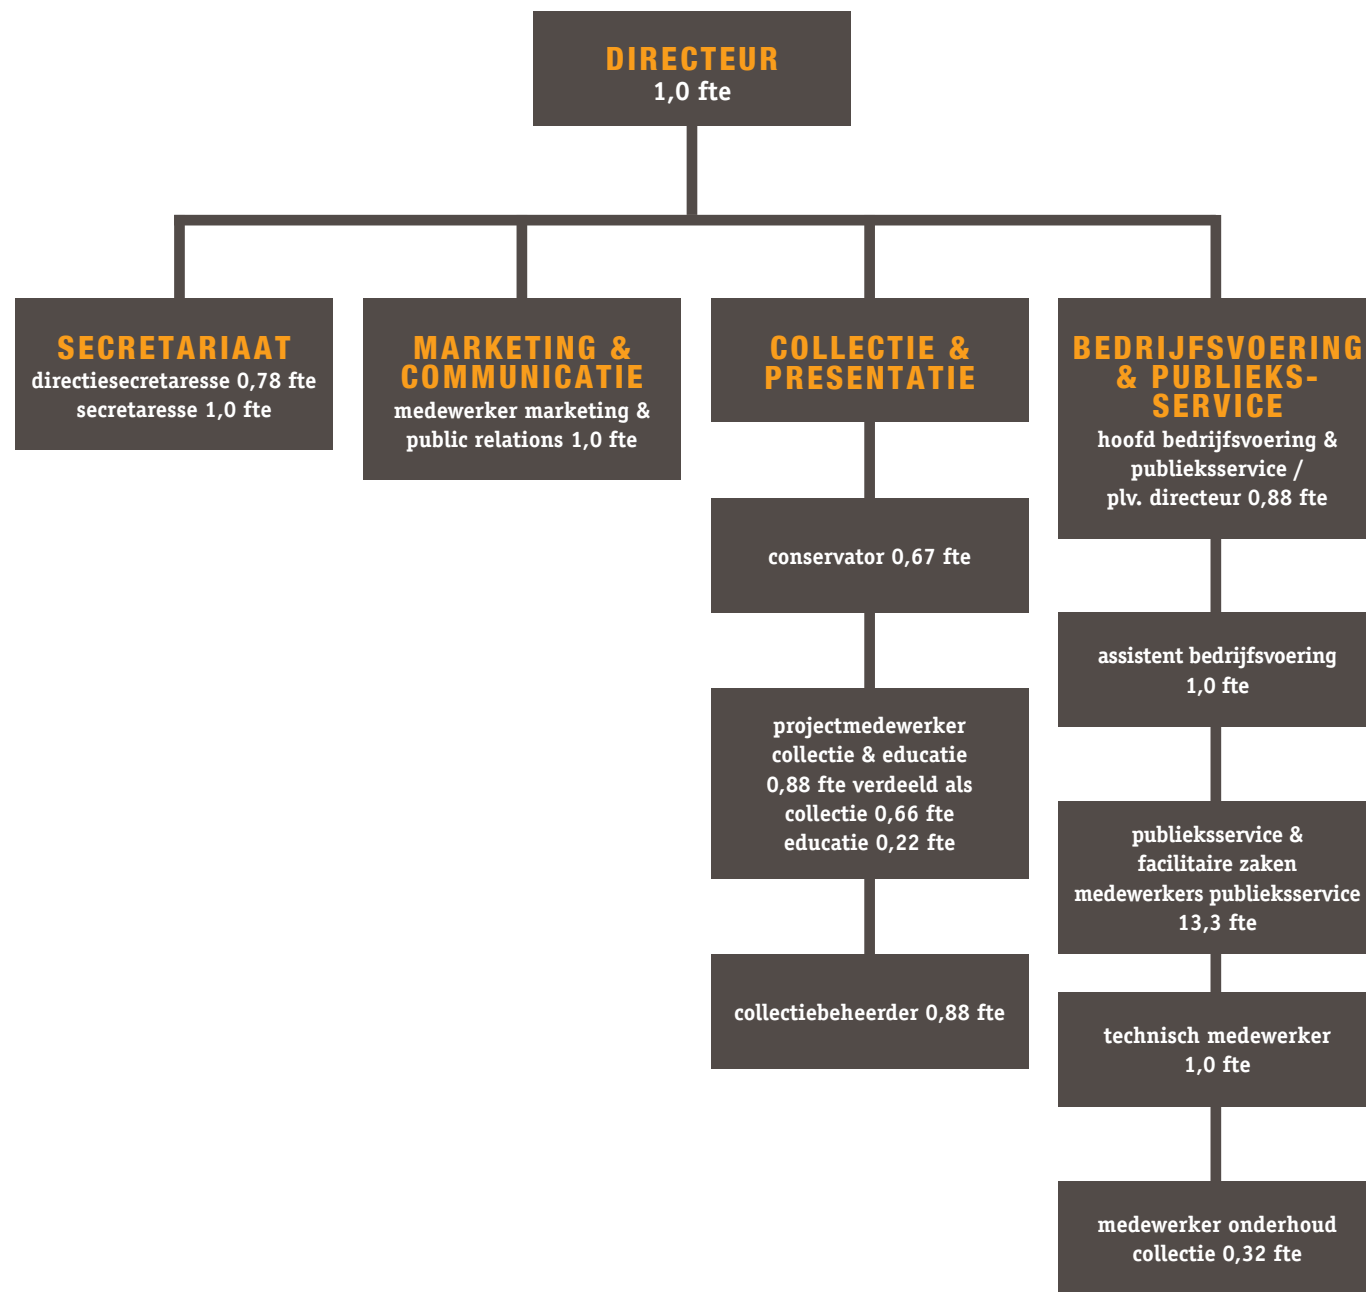 DIRECTEUR
1,0 fte
SECRETARIAAT
directiesecretaresse 0,78 fte
secretaresse 1,0 fte
MARKETING &
COMMUNICATIE
medewerker marketing &
public relations 1,0 fte
COLLECTIE &
PRESENTATIE
conservator 0,67 fte
projectmedewerker
collectie & educatie
0,88 fte verdeeld als
collectie 0,66 fte
educatie 0,22 fte
collectiebeheerder 0,88 fte
BEDRIJFSVOERING
& PUBLIEKS-
SERVICE
hoofd bedrijfsvoering &
publieksservice /
plv. directeur 0,88 fte
assistent bedrijfsvoering
1,0 fte
publieksservice &
facilitaire zaken
medewerkers publieksservice
13,3 fte
technisch medewerker
1,0 fte
medewerker onderhoud
collectie 0,32 fte